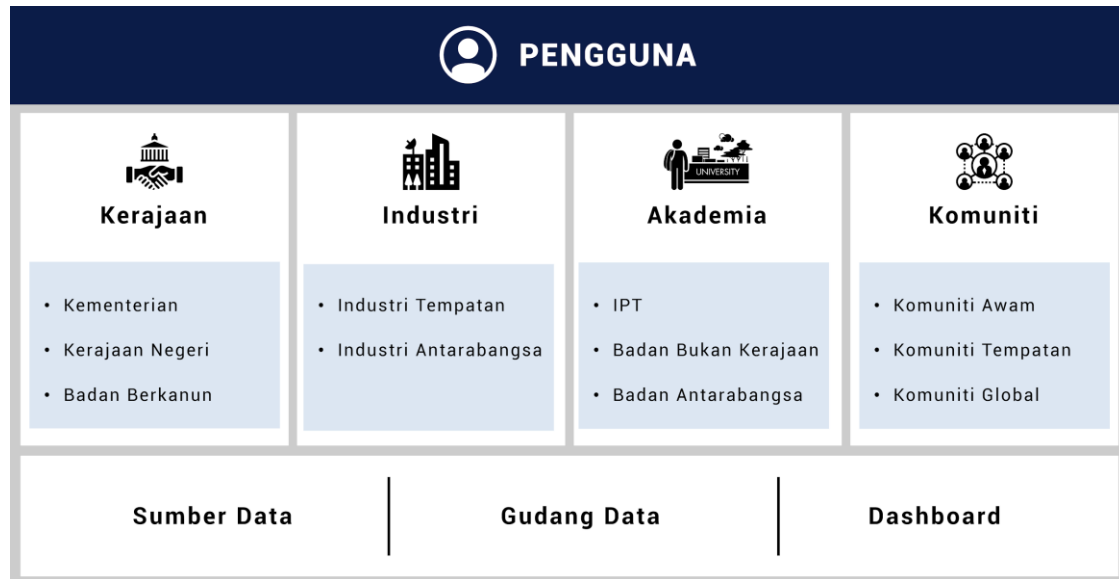 PENGGUNA
UNIVERSITY
Kerajaan
Industri
Akademia
Komuniti
• Kementerian
• Kerajaan Negeri
• Badan Berkanun
• Industri Tempatan
• Industri Antarabangsa
• IPT
• Badan Bukan Kerajaan
• Badan Antarabangsa
• Komuniti Awam
• Komuniti Tempatan
• Komuniti Global
Sumber Data
Gudang Data
Dashboard